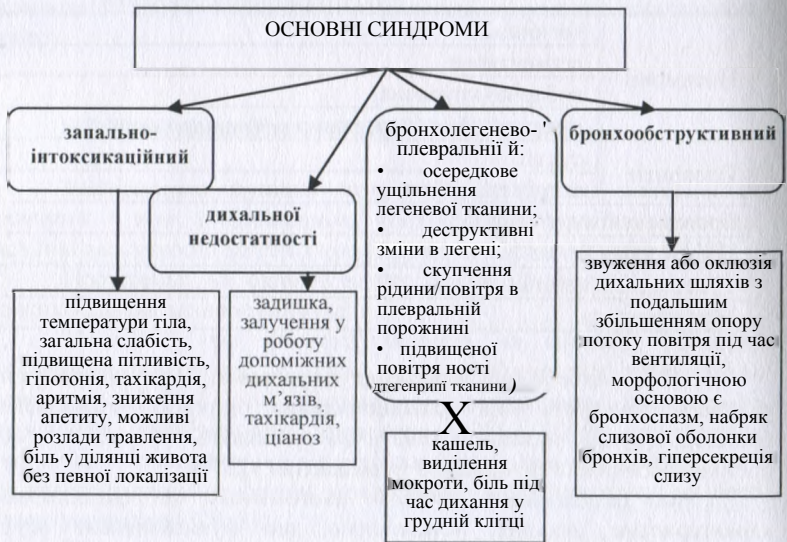 ОСНОВНІ СИНДРОМИ
запально-
інтоксикаційний
дихальної
недостатності
бронхолегенево-'
плевральнії й:
• осередкове
ущільнення
легеневої тканини;
• деструктивні
зміни в легені;
• скупчення
рідини/повітря в
плевральній
порожнині
• підвищеної
повітря ності
дтегенрипї тканини)
бронхообструктивний
підвищення
температури тіла,
загальна слабість,
підвищена пітливість,
гіпотонія, тахікардія,
аритмія, зниження
апетиту, можливі
розлади травлення,
біль у ділянці живота
без певної локалізації
задишка,
залучення у
роботу
допоміжних
дихальних
м’язів,
тахікардія,
ціаноз
X
кашель,
виділення
мокроти, біль під
час дихання у
грудній клітці
звуження або оклюзія
дихальних шляхів з
подальшим
збільшенням опору
потоку повітря під час
вентиляції,
морфологічною
основою є
бронхоспазм, набряк
слизової оболонки
бронхів, гіперсекреція
слизу